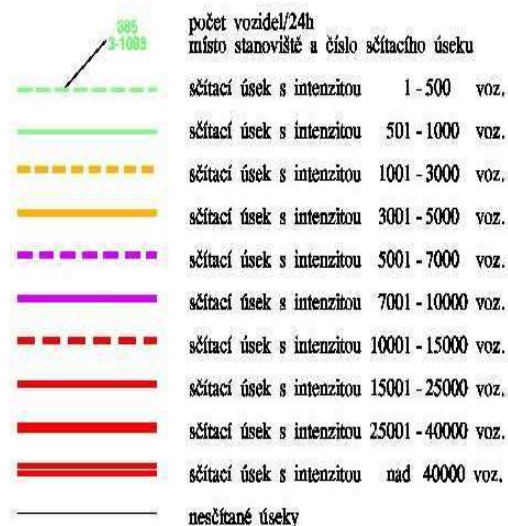 počet vozidel/24h
885
3-1093
místo stanoviště a číslo sčítacího úseku
sčítací úsek s intenzitou 1 - 500 voz.
sčítací úsek s intenzitou 501 - 1000 voz.
sčítací úsek s intenzitou 1001 - 3000 voz.
sčítací úsek s intenzitou 3001 - 5000 voz.
sčítací úsek s intenzitou 5001 - 7000 voz.
sčítací úsek s intenzitou 7001 - 10000 voz.
sčítací úsek s intenzitou 10001 - 15000 voz.
sčítací úsek s intenzitou 15001 - 25000 voz.
sčítací úsek s intenzitou 25001 - 40000 voz.
sčítací úsek s intenzitou nad 40000 voz.
nesčítané úseky